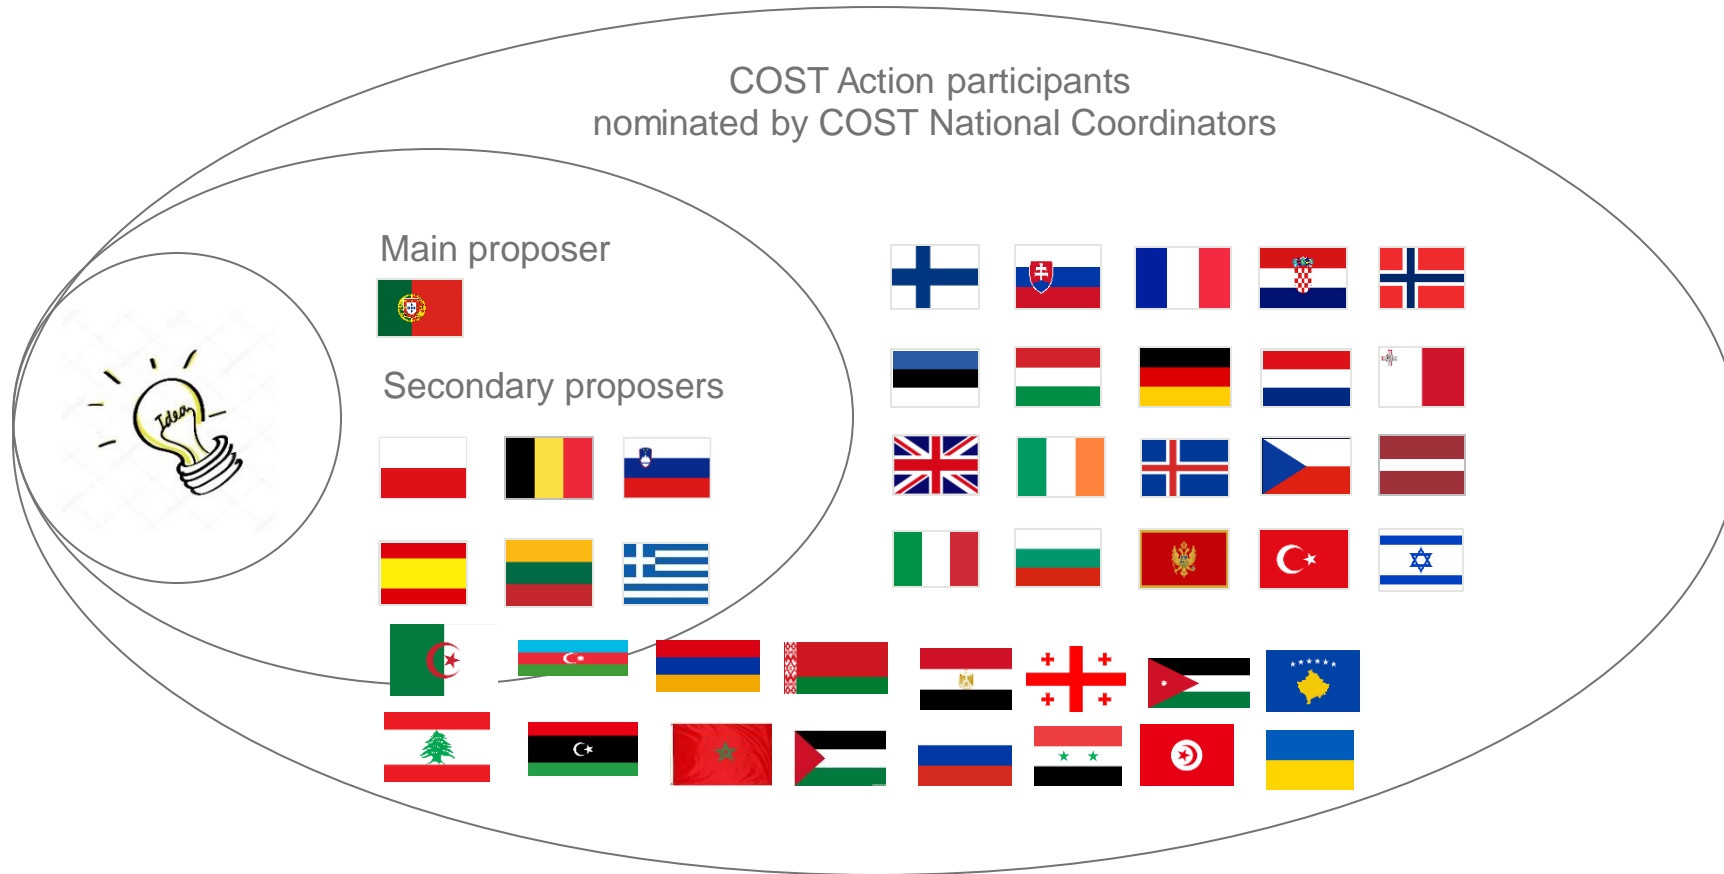 COST Action participants
nominated by COST National Coordinators
Main proposer
Secondary proposers
Idea